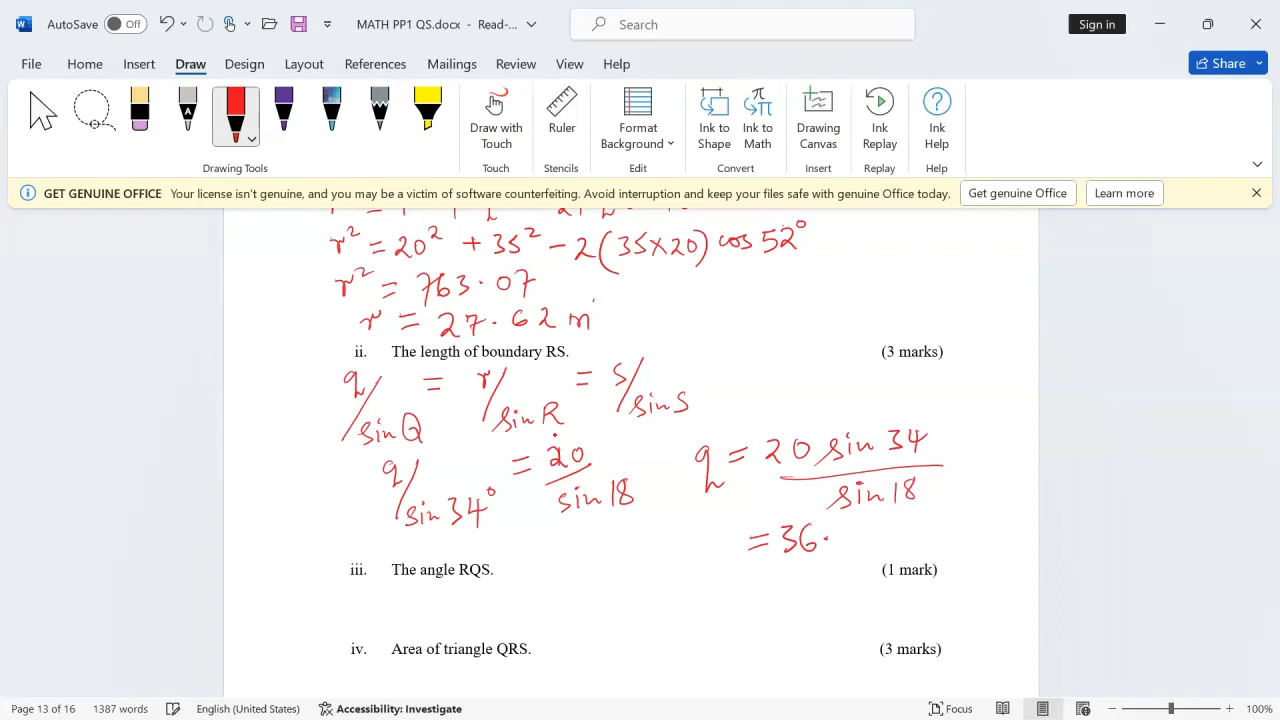 AutoSave Off MATH PP1 QS.docx - Read-... Search Sign in
File Home Insert Draw Design Layout References Mailings Review View Help Share
Draw with Touch Ruler Format Background Ink to Shape Ink to Math Drawing Canvas Ink Replay Ink Help
Drawing Tools Touch Stencils Edit Convert Insert Replay Help
GET GENUINE OFFICE Your license isn't genuine, and you may be a victim of software counterfeiting. Avoid interruption and keep your files safe with genuine Office today. Get genuine Office Learn more
r² = 20² + 35² - 2(35×20) cos 52°
r² = 763.07
r = 27.62 m
ii. The length of boundary RS. (3 marks)
q/sin Q = r/sin R = s/sin S
q/sin 34° = 20/sin 18 q = 20 sin 34/sin 18
= 36.
iii. The angle RQS. (1 mark)
iv. Area of triangle QRS. (3 marks)
Page 13 of 16 1387 words English (United States) Accessibility: Investigate Focus 100%